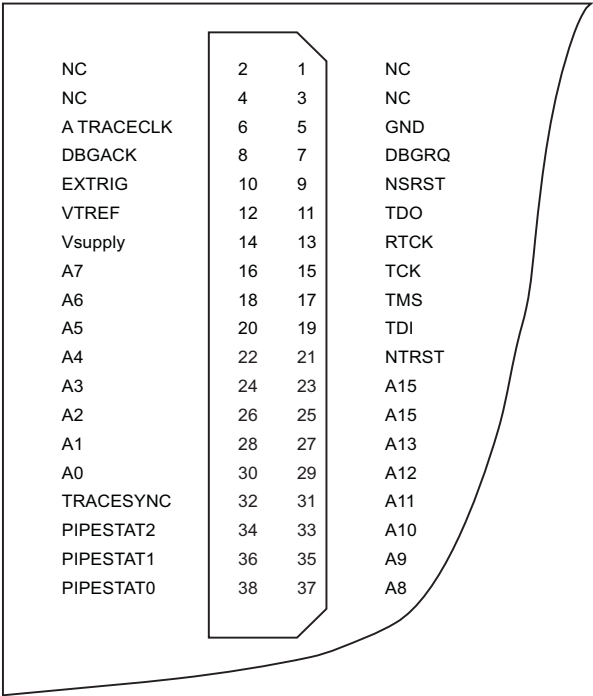 NC 2 1 NC
NC 4 3 NC
A TRACECLK 6 5 GND
DBGACK 8 7 DBGRQ
EXTRIG 10 9 NSRST
VTREF 12 11 TDO
Vsupply 14 13 RTCK
A7 16 15 TCK
A6 18 17 TMS
A5 20 19 TDI
A4 22 21 NTRST
A3 24 23 A15
A2 26 25 A15
A1 28 27 A13
A0 30 29 A12
TRACESYNC 32 31 A11
PIPESTAT2 34 33 A10
PIPESTAT1 36 35 A9
PIPESTAT0 38 37 A8